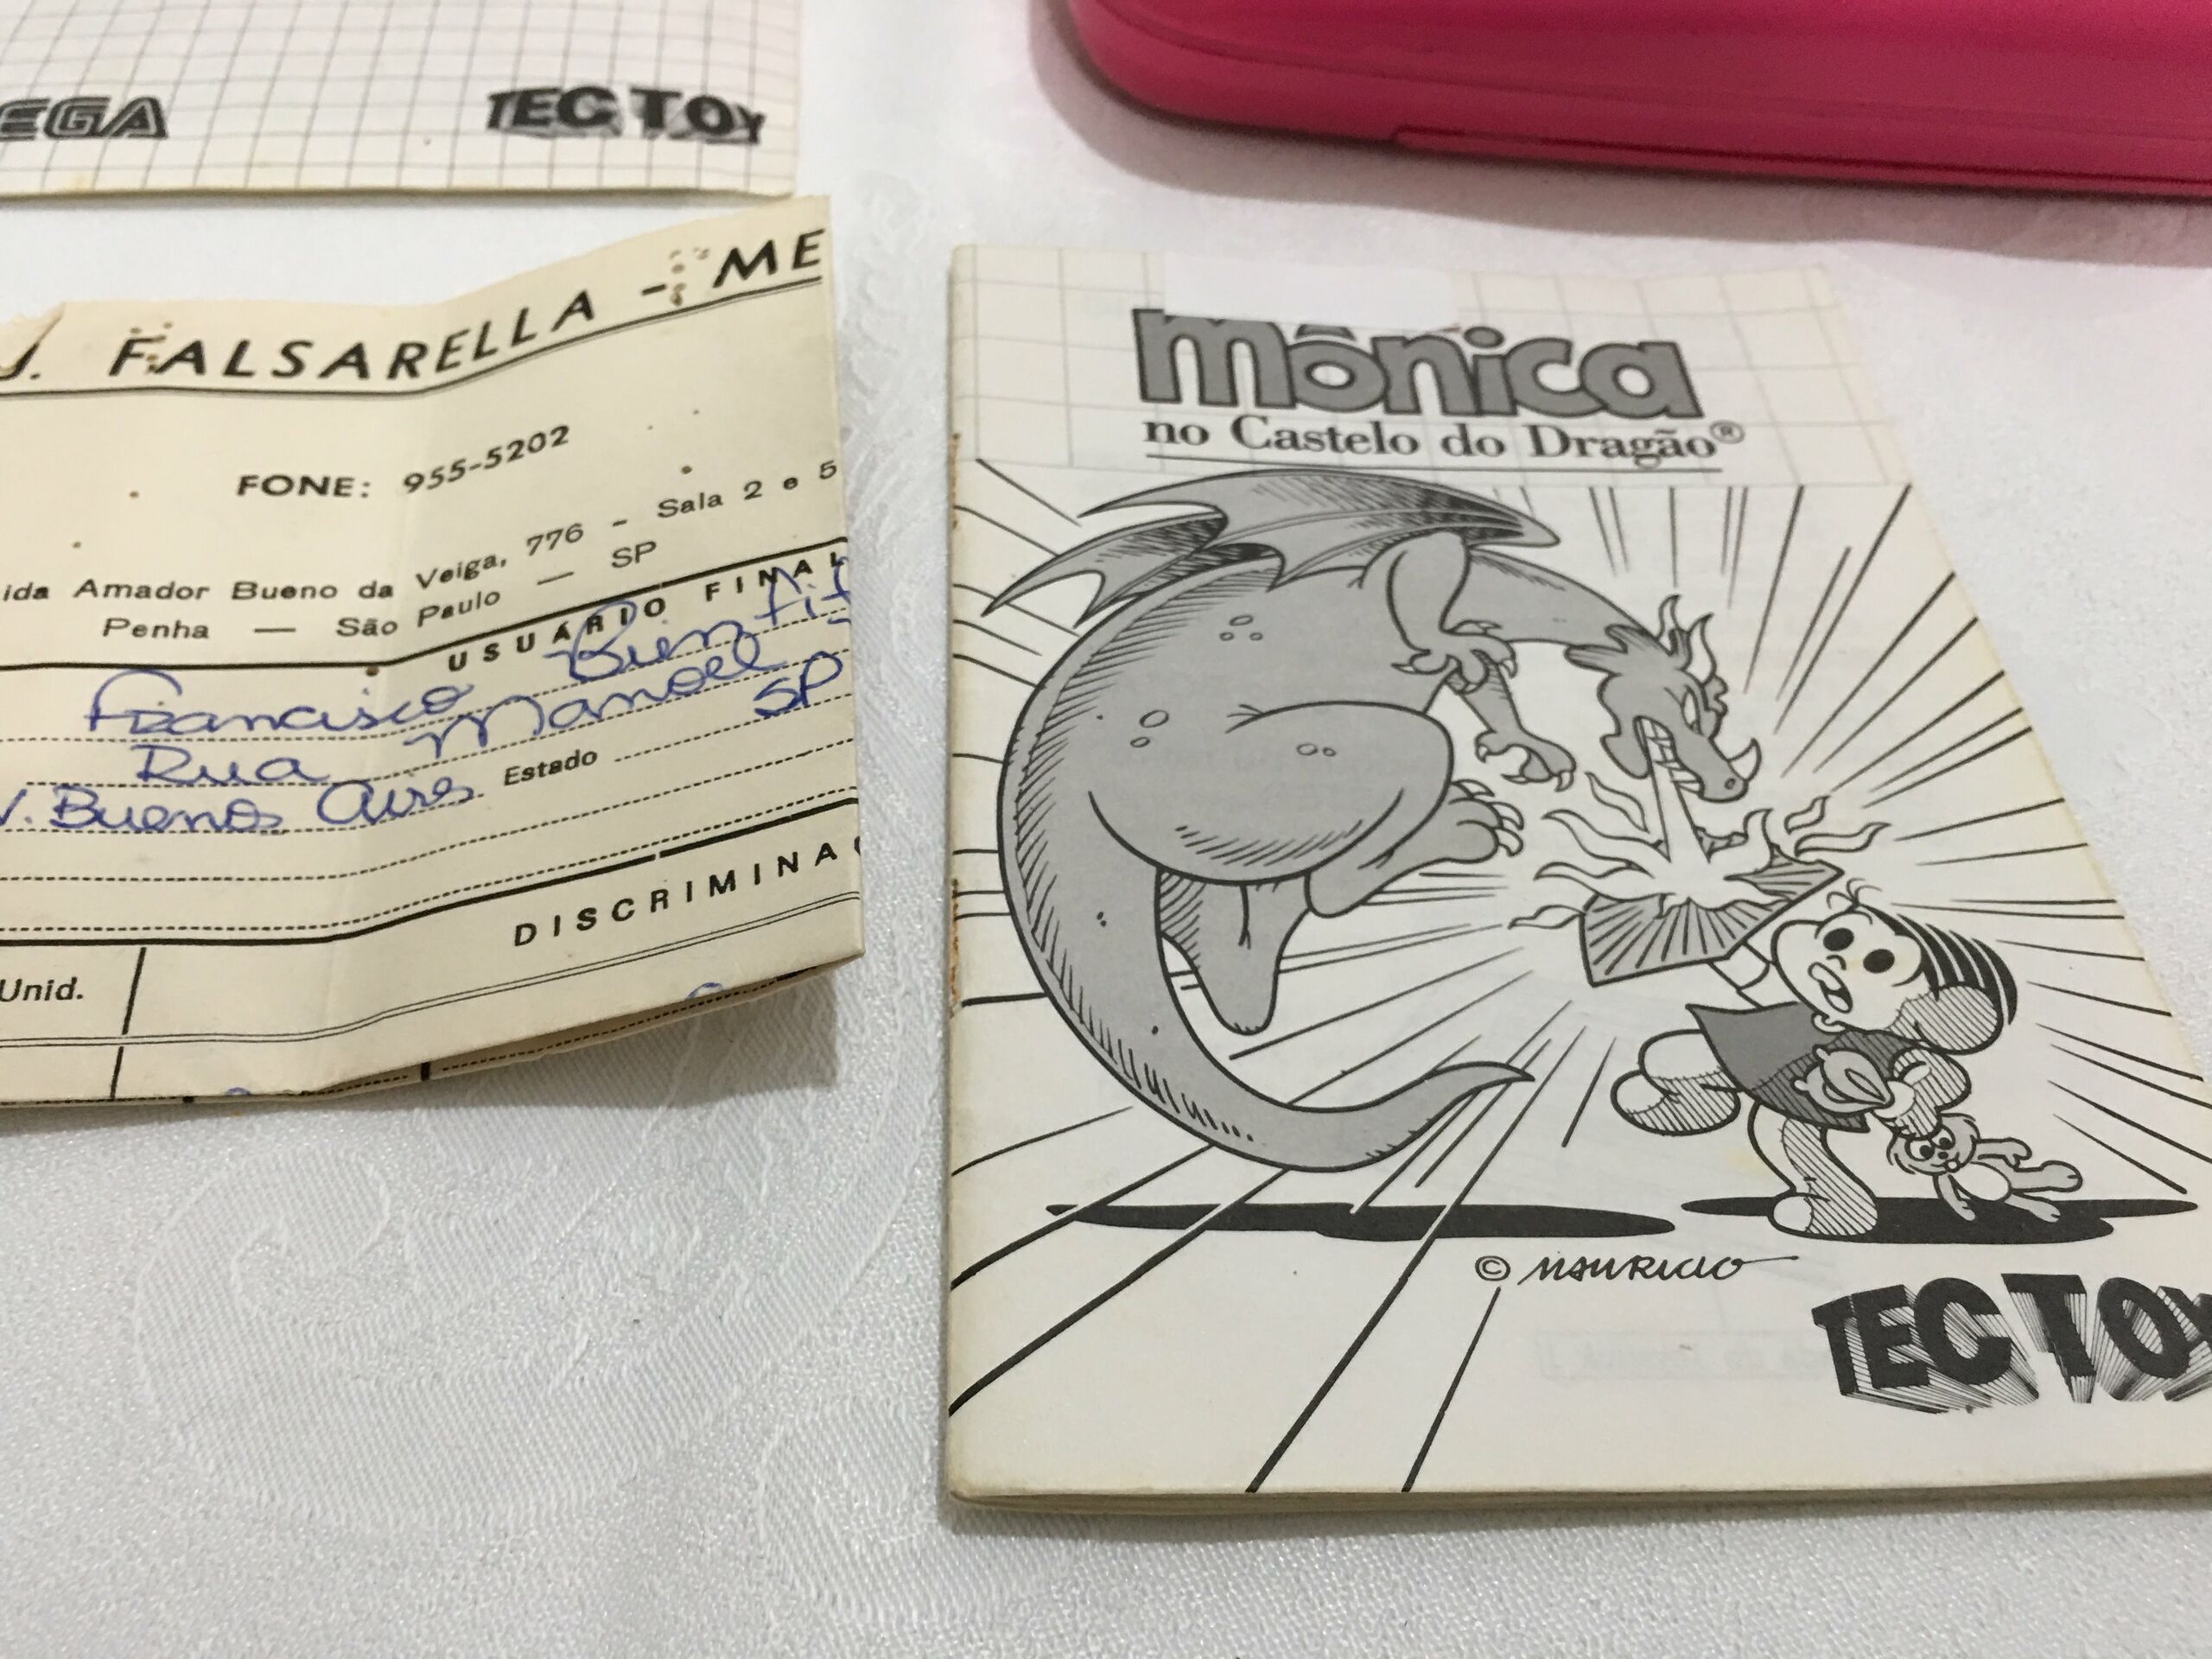 EGA
TEC TOY
J. FALSARELLA - ME
FONE: 955-5202
ida Amador Bueno da Veiga, 776 - Sala 2 e 5
Penha — São Paulo — SP
USUÁRIO FINAL
Francisco
Rua Manoel
V. Buenos Aires Estado SP
DISCRIMINA
Unid.
mônica
no Castelo do Dragão®
© MAURICIO
TEC TOY